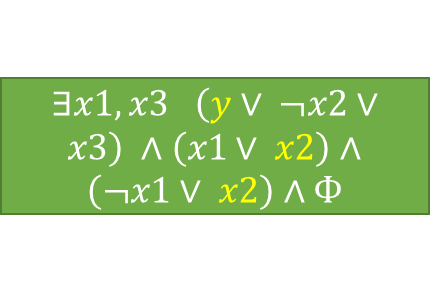 ∃x1, x3 (y ∨ ¬x2 ∨
x3) ∧ (x1 ∨ x2) ∧
(¬x1 ∨ x2) ∧ Φ